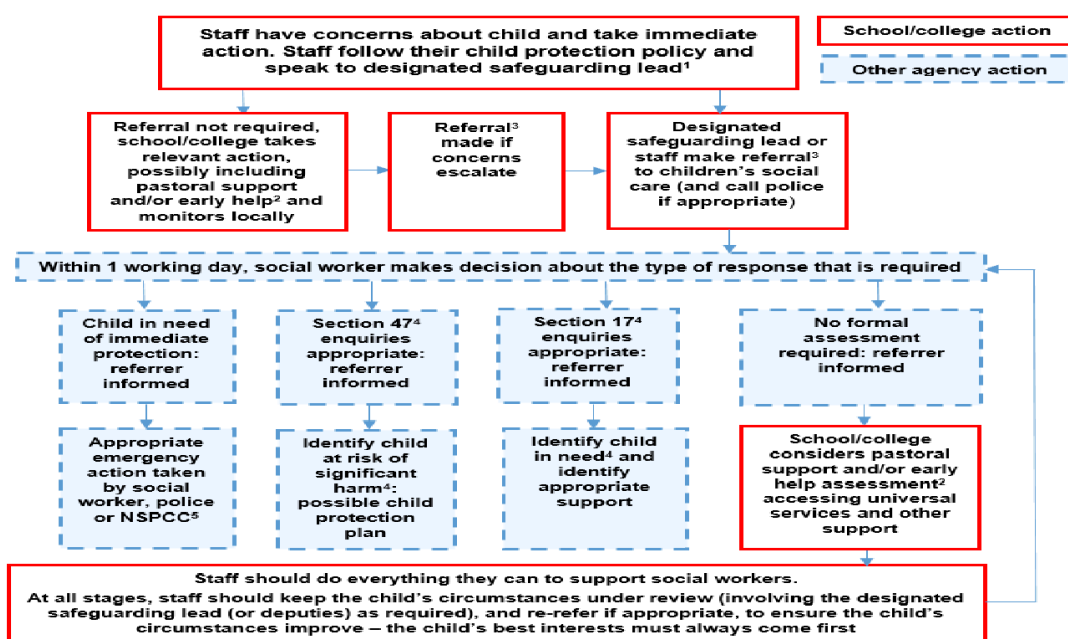 Staff have concerns about child and take immediate
action. Staff follow their child protection policy and
speak to designated safeguarding lead¹
School/college action
Other agency action
Referral not required,
school/college takes
relevant action,
possibly including
pastoral support
and/or early help² and
monitors locally
Referral³
made if
concerns
escalate
Designated
safeguarding lead or
staff make referral³
to children's social
care (and call police
if appropriate)
Within 1 working day, social worker makes decision about the type of response that is required
Child in need
of immediate
protection:
referrer
informed
Section 47⁴
enquiries
appropriate:
referrer
informed
Section 17⁴
enquiries
appropriate:
referrer
informed
No formal
assessment
required: referrer
informed
Appropriate
emergency
action taken
by social
worker, police
or NSPCC⁵
Identify child
at risk of
significant
harm⁴:
possible child
protection
plan
Identify child
in need⁴ and
identify
appropriate
support
School/college
considers pastoral
support and/or early
help assessment²
accessing universal
services and other
support
Staff should do everything they can to support social workers.
At all stages, staff should keep the child's circumstances under review (involving the designated
safeguarding lead (or deputies) as required), and re-refer if appropriate, to ensure the child's
circumstances improve – the child's best interests must always come first